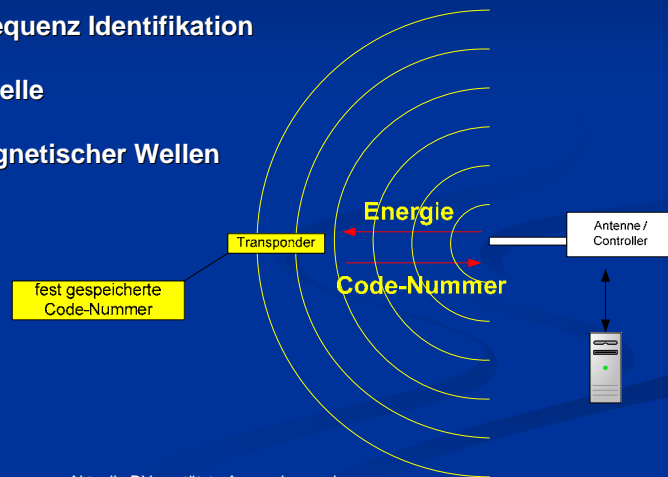 equenz Identifikation
elle
gnetischer Wellen
Energie
Transponder
Antenne /
Controller
Code-Nummer
fest gespeicherte
Code-Nummer